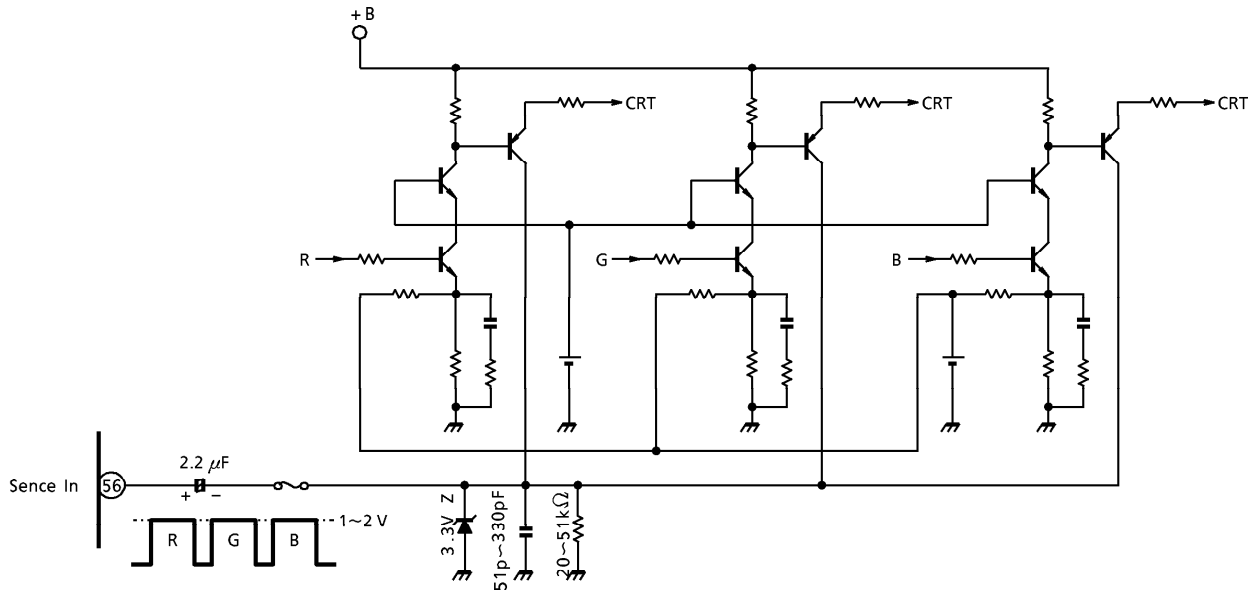 + B
CRT
CRT
CRT
R
G
B
Sence In
56
2.2 μF
+
−
1~2 V
R
G
B
3.3V Z
51p~330pF
20~51kΩ